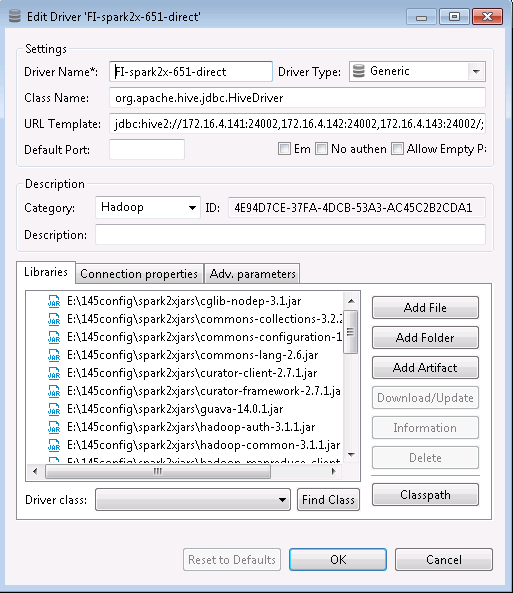 Edit Driver 'FI-spark2x-651-direct'
Settings
Driver Name*: FI-spark2x-651-direct Driver Type: Generic
Class Name: org.apache.hive.jdbc.HiveDriver
URL Template: jdbc:hive2://172.16.4.141:24002,172.16.4.142:24002,172.16.4.143:24002/;
Default Port: Em No authen Allow Empty Pa
Description
Category: Hadoop ID: 4E94D7CE-37FA-4DCB-53A3-AC45C2B2CDA1
Description:
Libraries Connection properties Adv. parameters
E:\145config\spark2xjars\cglib-nodep-3.1.jar
E:\145config\spark2xjars\commons-collections-3.2.2
E:\145config\spark2xjars\commons-configuration-1
E:\145config\spark2xjars\commons-lang-2.6.jar
E:\145config\spark2xjars\curator-client-2.7.1.jar
E:\145config\spark2xjars\curator-framework-2.7.1.ja
E:\145config\spark2xjars\guava-14.0.1.jar
E:\145config\spark2xjars\hadoop-auth-3.1.1.jar
E:\145config\spark2xjars\hadoop-common-3.1.1.jar
E:\145config\spark2xjars\hadoop-mapreduce-client
Add File
Add Folder
Add Artifact
Download/Update
Information
Delete
Classpath
Driver class: Find Class
Reset to Defaults OK Cancel